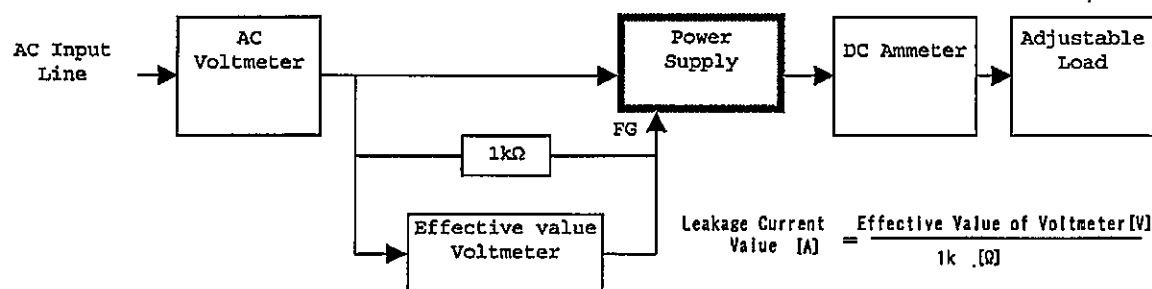 AC Input
Line
AC
Voltmeter
Power
Supply
DC Ammeter
Adjustable
Load
FG
1kΩ
Effective value
Voltmeter
Leakage Current
Value [A]
= Effective Value of Voltmeter[V]
1k .[Ω]